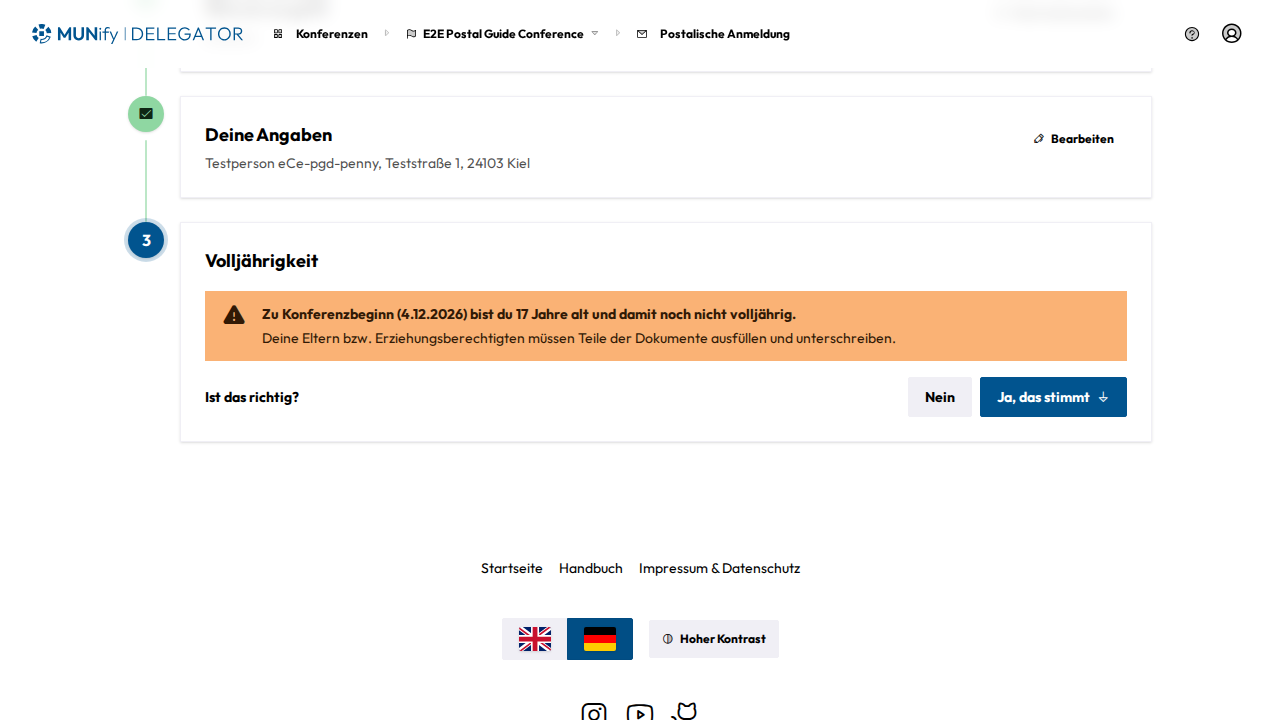 MUNify | DELEGATOR
Konferenzen
E2E Postal Guide Conference
Postalische Anmeldung
Deine Angaben
Testperson eCe-pgd-penny, Teststraße 1, 24103 Kiel
Bearbeiten
3
Volljährigkeit
Zu Konferenzbeginn (4.12.2026) bist du 17 Jahre alt und damit noch nicht volljährig.
Deine Eltern bzw. Erziehungsberechtigten müssen Teile der Dokumente ausfüllen und unterschreiben.
Ist das richtig?
Nein
Ja, das stimmt
Startseite
Handbuch
Impressum & Datenschutz
Hoher Kontrast